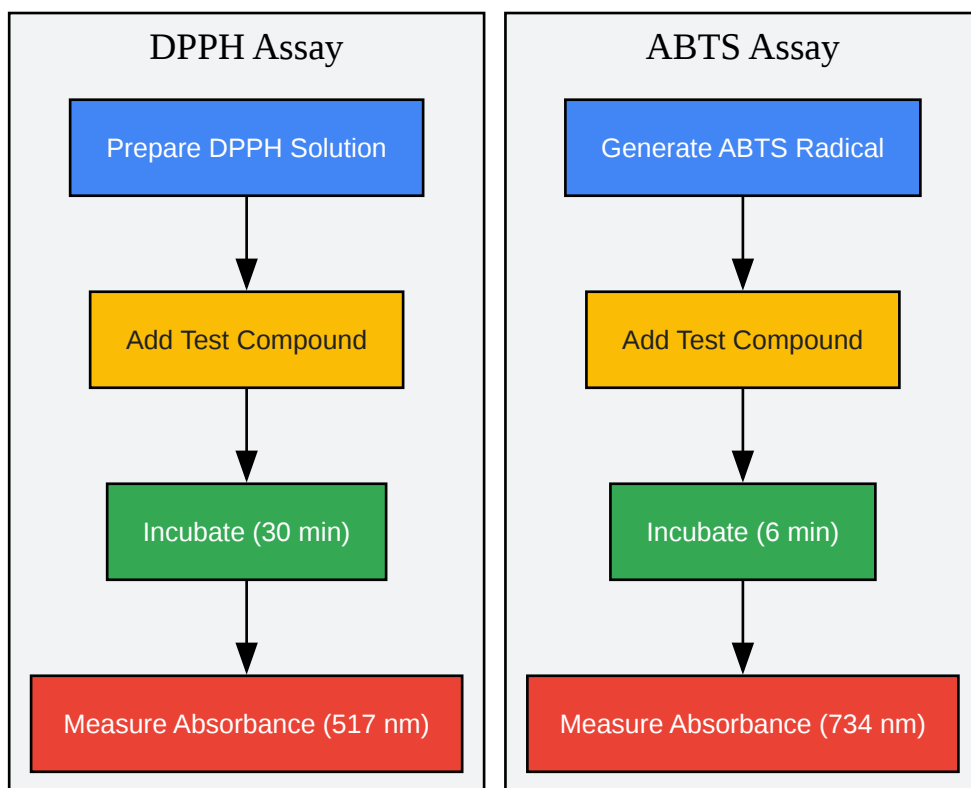 DPPH Assay
Prepare DPPH Solution
Add Test Compound
Incubate (30 min)
Measure Absorbance (517 nm)
ABTS Assay
Generate ABTS Radical
Add Test Compound
Incubate (6 min)
Measure Absorbance (734 nm)